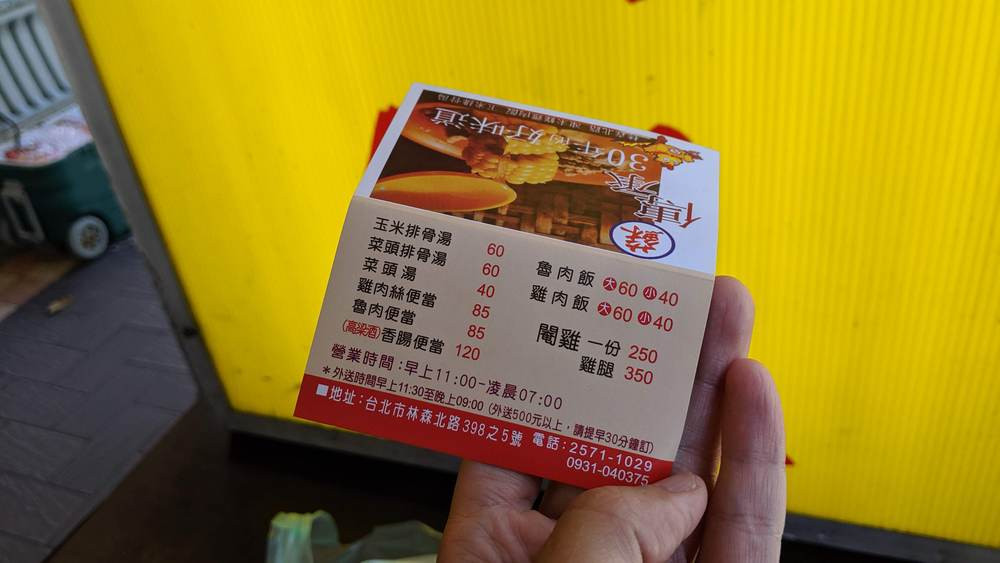 傳承
30年的好味道
蘇
玉米排骨湯 60
菜頭排骨湯 60
菜頭湯 40
雞肉絲便當 85
魯肉便當 85
(高梁酒)香腸便當 120
魯肉飯 大60 小40
雞肉飯 大60 小40
閹雞 一份 250
雞腿 350
營業時間:早上11:00-凌晨07:00
*外送時間早上11:30至晚上09:00 (外送500元以上,請提早30分鐘訂)
■地址:台北市林森北路398之5號 電話:2571-1029
0931-040375